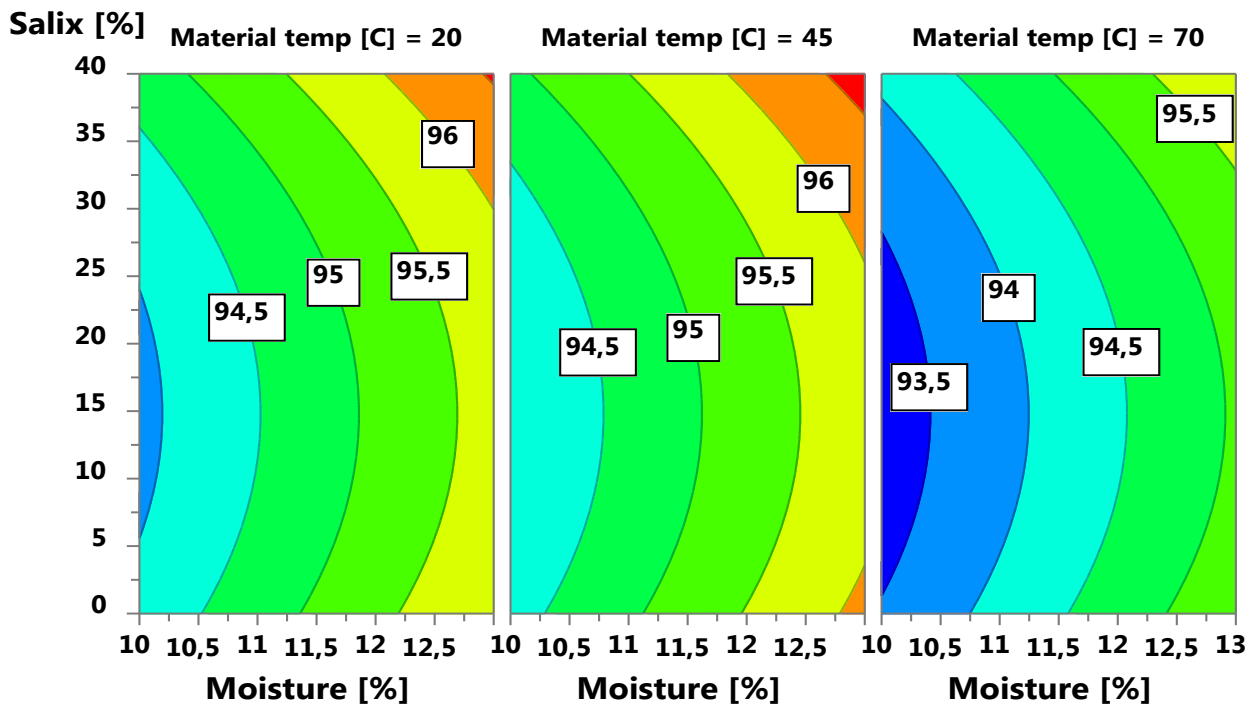 Salix [%]
Material temp [C] = 20
Material temp [C] = 45
Material temp [C] = 70
40
35
30
25
20
15
10
5
0
96
95,5
95
94,5
96
95,5
95
94,5
95,5
94
94,5
93,5
10 10,5 11 11,5 12 12,5
10 10,5 11 11,5 12 12,5
10 10,5 11 11,5 12 12,5 13
Moisture [%]
Moisture [%]
Moisture [%]